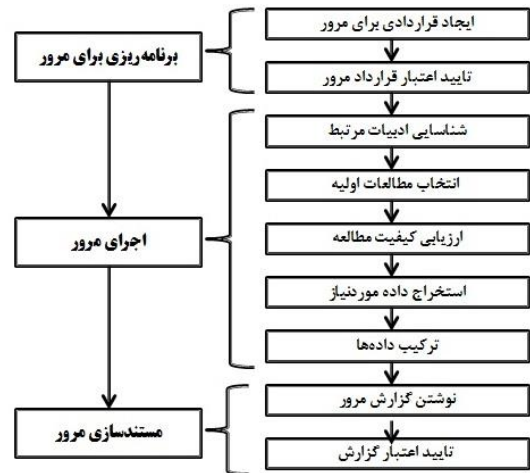 برنامه‌ریزی برای مرور
ایجاد قراردادی برای مرور
تایید اعتبار قرارداد مرور
اجرای مرور
شناسایی ادبیات مرتبط
انتخاب مطالعات اولیه
ارزیابی کیفیت مطالعه
استخراج داده موردنیاز
ترکیب داده‌ها
مستندسازی مرور
نوشتن گزارش مرور
تایید اعتبار گزارش